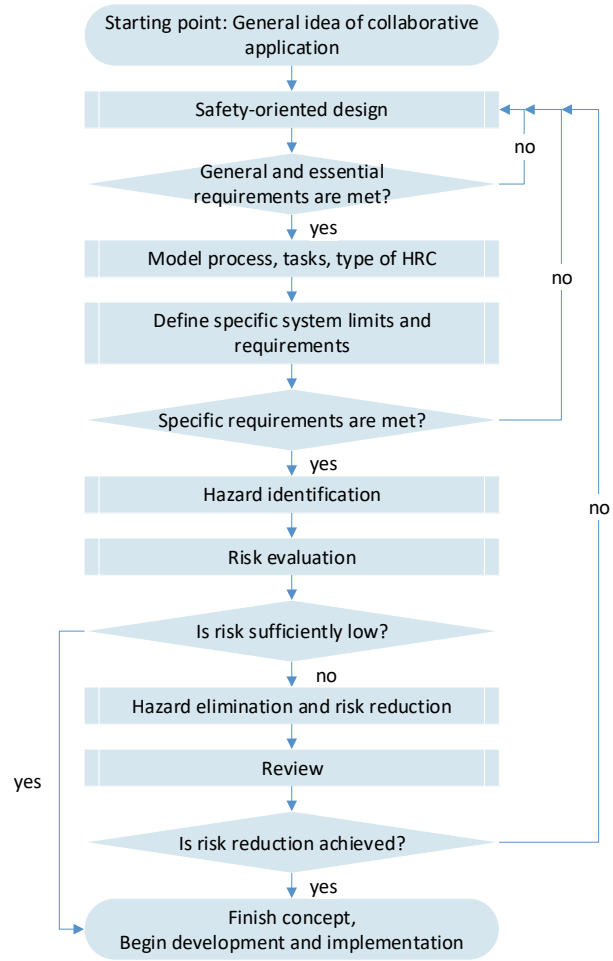 Starting point: General idea of collaborative
application
Safety-oriented design
no
General and essential
requirements are met?
yes
Model process, tasks, type of HRC
no
Define specific system limits and
requirements
Specific requirements are met?
yes
Hazard identification
no
Risk evaluation
Is risk sufficiently low?
no
Hazard elimination and risk reduction
Review
yes
Is risk reduction achieved?
yes
Finish concept,
Begin development and implementation